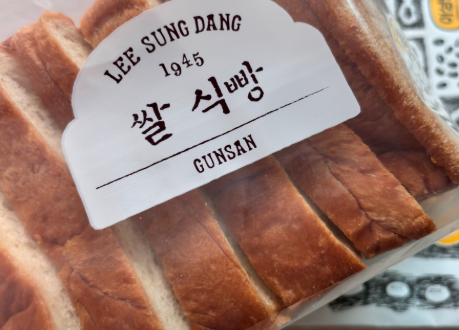 LEE SUNG DANG
1945
쌀 식빵
GUNSAN